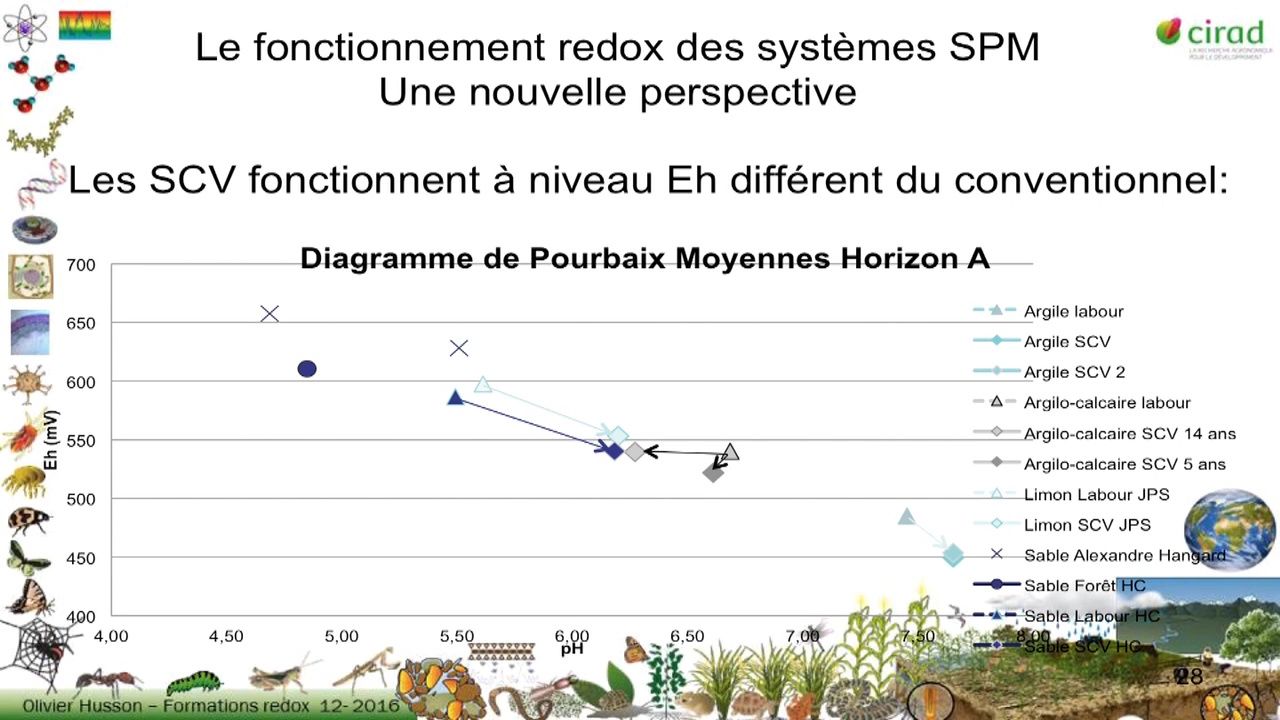 Le fonctionnement redox des systèmes SPM
Une nouvelle perspective
cirad
LA RECHERCHE AGRONOMIQUE
POUR LE DÉVELOPPEMENT
Les SCV fonctionnent à niveau Eh différent du conventionnel:
Diagramme de Pourbaix Moyennes Horizon A
Eh (mV)
700
650
600
550
500
450
400
4,00 4,50 5,00 5,50 6,00 6,50 7,00 7,50 8,00
pH
Argile labour
Argile SCV
Argile SCV 2
Argilo-calcaire labour
Argilo-calcaire SCV 14 ans
Argilo-calcaire SCV 5 ans
Limon Labour JPS
Limon SCV JPS
Sable Alexandre Hangard
Sable Forêt HC
Sable Labour HC
Sable SCV HC
Olivier Husson – Formations redox 12- 2016